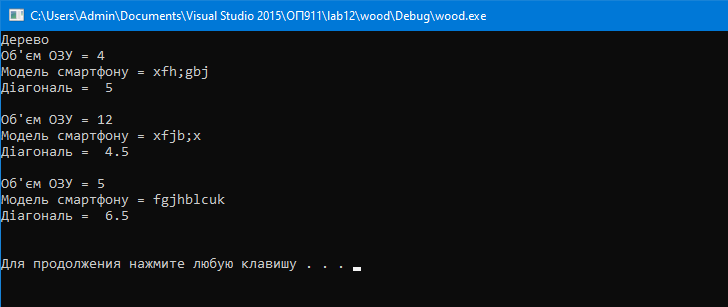 C:\Users\Admin\Documents\Visual Studio 2015\ОП911\lab12\wood\Debug\wood.exe
Дерево
Об'єм ОЗУ = 4
Модель смартфону = xfh;gbj
Діагональ =  5
Об'єм ОЗУ = 12
Модель смартфону = xfjb;x
Діагональ =  4.5
Об'єм ОЗУ = 5
Модель смартфону = fgjhblcuk
Діагональ =  6.5
Для продолжения нажмите любую клавишу . . .